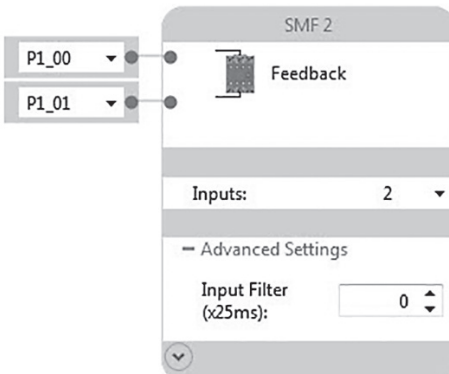 SMF 2
P1_00
Feedback
P1_01
Inputs: 2
Advanced Settings
Input Filter
(x25ms): 0